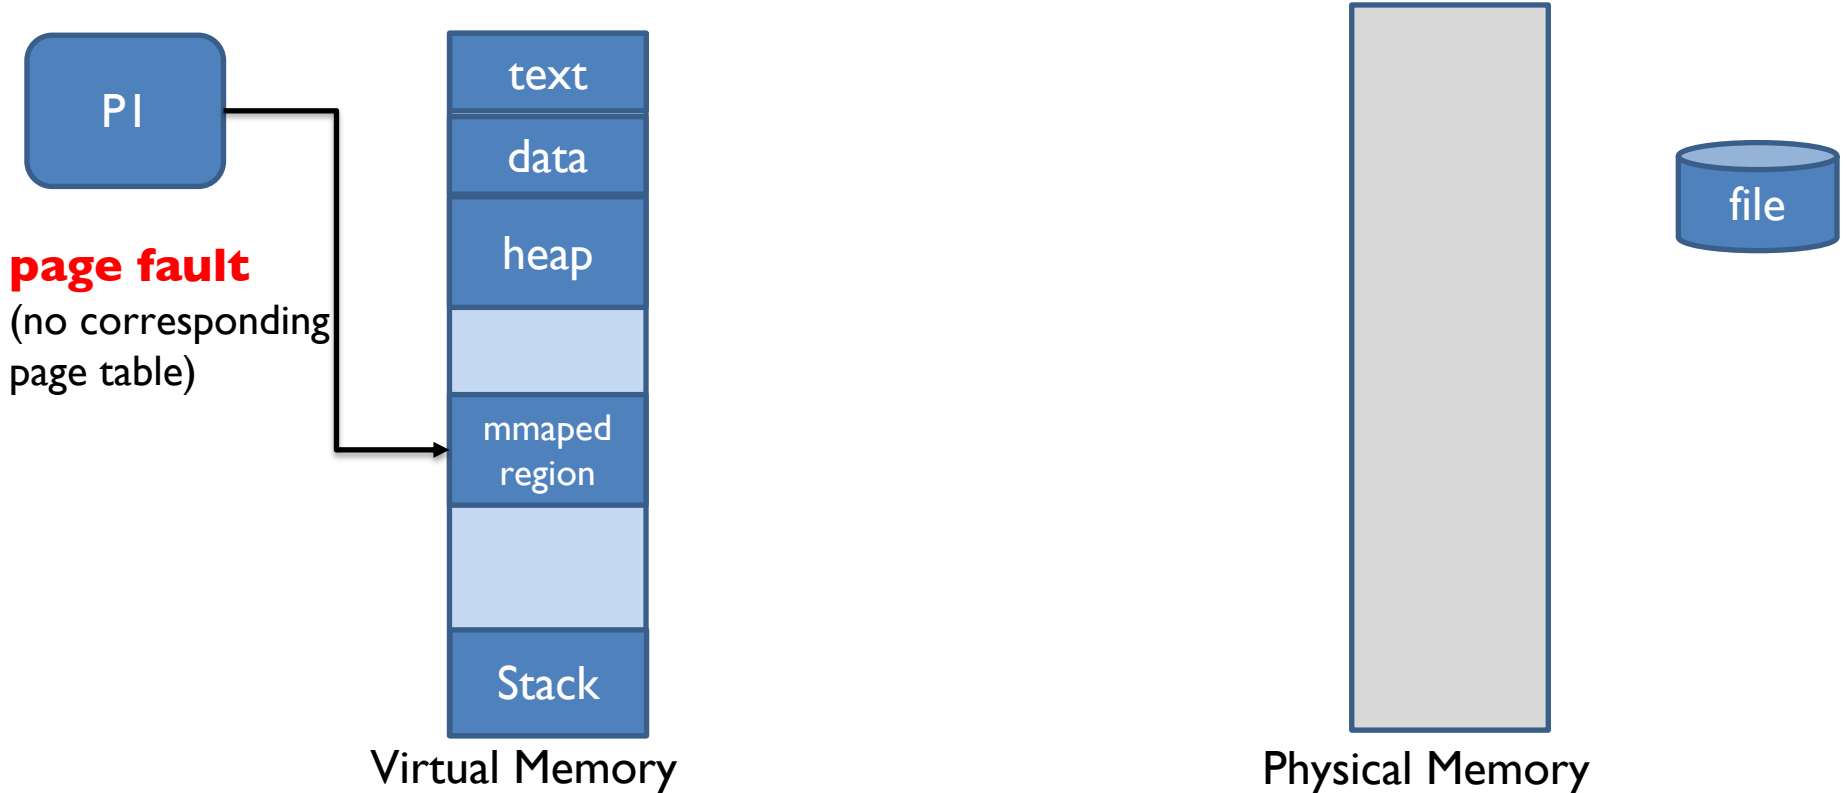 P1
page fault
(no corresponding
page table)
text
data
heap
mmaped
region
Stack
Virtual Memory
Physical Memory
file